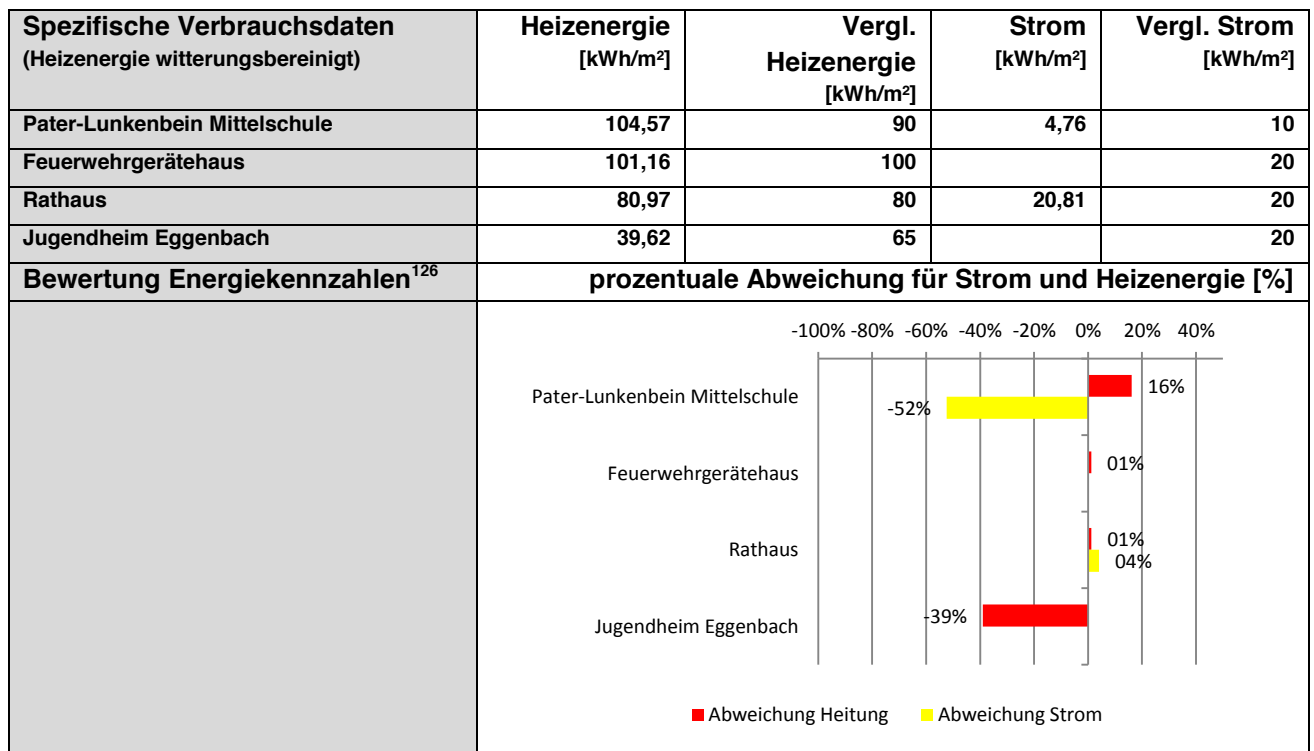 Spezifische Verbrauchsdaten Heizenergie Vergl. Strom Vergl. Strom
(Heizenergie witterungsbereinigt) [kWh/m²] Heizenergie [kWh/m²] [kWh/m²]
[kWh/m²]
Pater-Lunkenbein Mittelschule 104,57 90 4,76 10
Feuerwehrgerätehaus 101,16 100 20
Rathaus 80,97 80 20,81 20
Jugendheim Eggenbach 39,62 65 20
Bewertung Energiekennzahlen¹²⁶ prozentuale Abweichung für Strom und Heizenergie [%]
-100% -80% -60% -40% -20% 0% 20% 40%
Pater-Lunkenbein Mittelschule 16%
-52%
Feuerwehrgerätehaus 01%
Rathaus 01%
04%
Jugendheim Eggenbach -39%
Abweichung Heitung Abweichung Strom